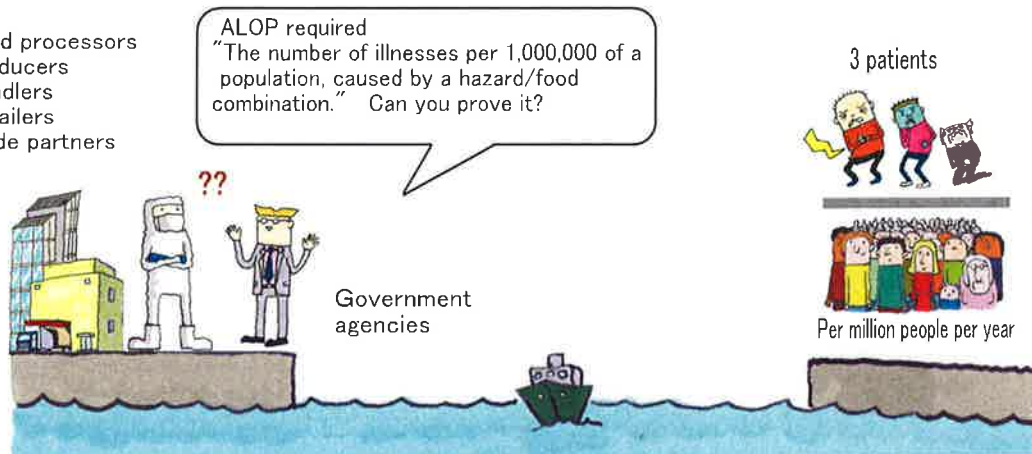 d processors
ducers
dlers
ailers
de partners
ALOP required
"The number of illnesses per 1,000,000 of a
population, caused by a hazard/food
combination." Can you prove it?
??
Government
agencies
3 patients
Per million people per year